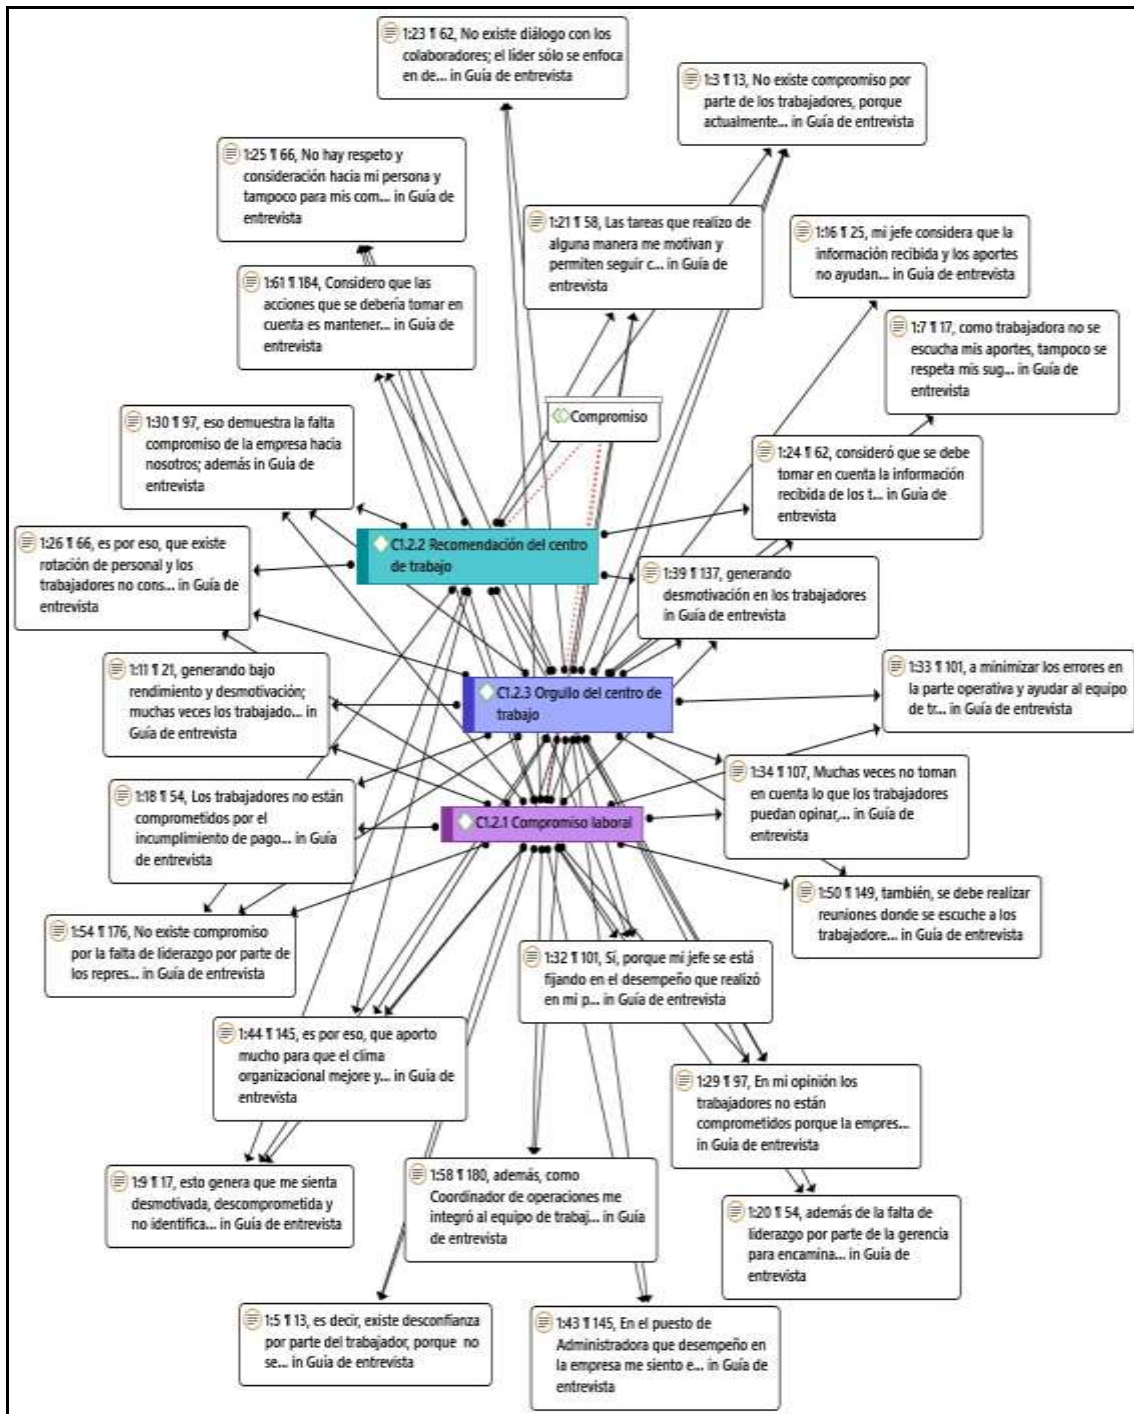 1:23 ¶ 62, No existe diálogo con los
colaboradores; el líder sólo se enfoca
en de... in Guía de entrevista
1:3 ¶ 13, No existe compromiso por
parte de los trabajadores, porque
actualmente... in Guía de entrevista
1:25 ¶ 66, No hay respeto y
consideración hacia mi persona y
tampoco para mis com... in Guía de
entrevista
1:21 ¶ 58, Las tareas que realizo de
alguna manera me motivan y
permiten seguir c... in Guía de
entrevista
1:16 ¶ 25, mi jefe considera que la
información recibida y los aportes
no ayudan... in Guía de entrevista
1:61 ¶ 184, Considero que las
acciones que se debería tomar en
cuenta es mantener... in Guía de
entrevista
1:7 ¶ 17, como trabajadora no se
escucha mis aportes, tampoco se
respeta mis sug... in Guía de
entrevista
Compromiso
1:30 ¶ 97, eso demuestra la falta
compromiso de la empresa hacia
nosotros; además in Guía de
entrevista
1:24 ¶ 62, consideró que se debe
tomar en cuenta la información
recibida de los t... in Guía de
entrevista
C1.2.2 Recomendación del centro
de trabajo
1:26 ¶ 66, es por eso, que existe
rotación de personal y los
trabajadores no cons... in Guía de
entrevista
1:39 ¶ 137, generando
desmotivación en los trabajadores
in Guía de entrevista
1:11 ¶ 21, generando bajo
rendimiento y desmotivación;
muchas veces los trabajado... in
Guía de entrevista
C1.2.3 Orgullo del centro de
trabajo
1:33 ¶ 101, a minimizar los errores en
la parte operativa y ayudar al equipo
de tr... in Guía de entrevista
1:34 ¶ 107, Muchas veces no toman
en cuenta lo que los trabajadores
puedan opinar,... in Guía de
entrevista
1:18 ¶ 54, Los trabajadores no están
comprometidos por el
incumplimiento de pago... in Guía
de entrevista
C1.2.1 Compromiso laboral
1:50 ¶ 149, también, se debe realizar
reuniones donde se escuche a los
trabajadore... in Guía de entrevista
1:54 ¶ 176, No existe compromiso
por la falta de liderazgo por parte de
los repres... in Guía de entrevista
1:32 ¶ 101, Sí, porque mi jefe se está
fijando en el desempeño que realizó
en mi p... in Guía de entrevista
1:44 ¶ 145, es por eso, que aporto
mucho para que el clima
organizacional mejore y... in Guía de
entrevista
1:29 ¶ 97, En mi opinión los
trabajadores no están
comprometidos porque la empres...
in Guía de entrevista
1:9 ¶ 17, esto genera que me sienta
desmotivada, descomprometida y
no identifica... in Guía de entrevista
1:58 ¶ 180, además, como
Coordinador de operaciones me
integró al equipo de trabaj... in Guía
de entrevista
1:20 ¶ 54, además de la falta de
liderazgo por parte de la gerencia
para encamina... in Guía de
entrevista
1:5 ¶ 13, es decir, existe desconfianza
por parte del trabajador, porque no
se... in Guía de entrevista
1:43 ¶ 145, En el puesto de
Administradora que desempeño en
la empresa me siento e... in Guía de
entrevista